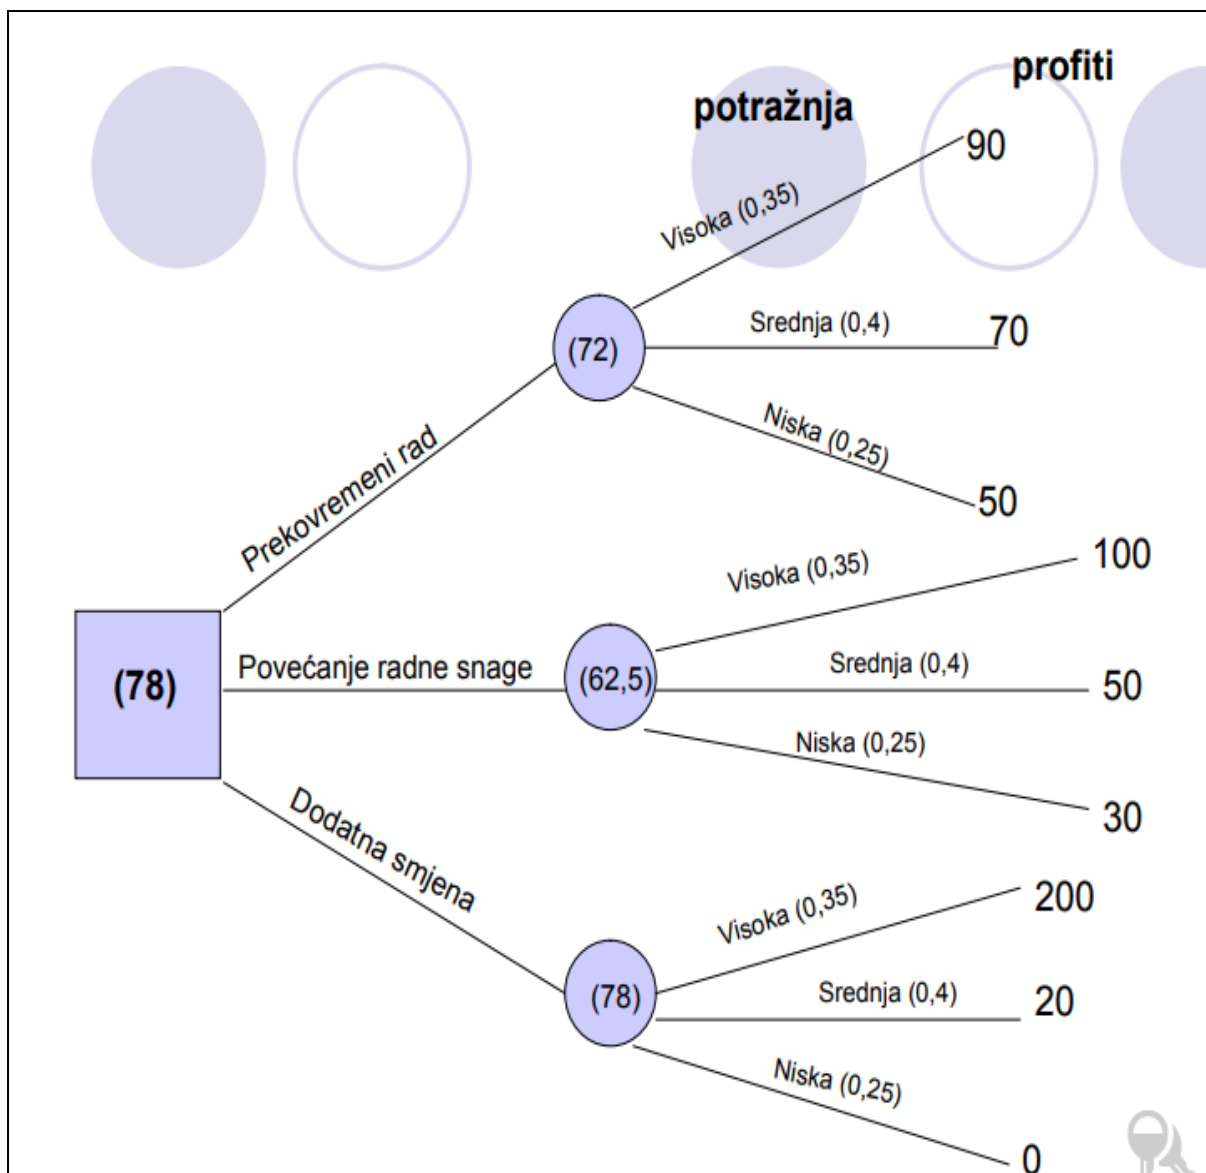 profiti
potražnja
90
Visoka (0,35)
Srednja (0,4)
70
(72)
Niska (0,25)
50
Prekovremeni rad
100
Visoka (0,35)
Povećanje radne snage
Srednja (0,4)
(78)
(62,5)
50
Niska (0,25)
30
Dodatna smjena
200
Visoka (0,35)
(78)
Srednja (0,4)
20
Niska (0,25)
0